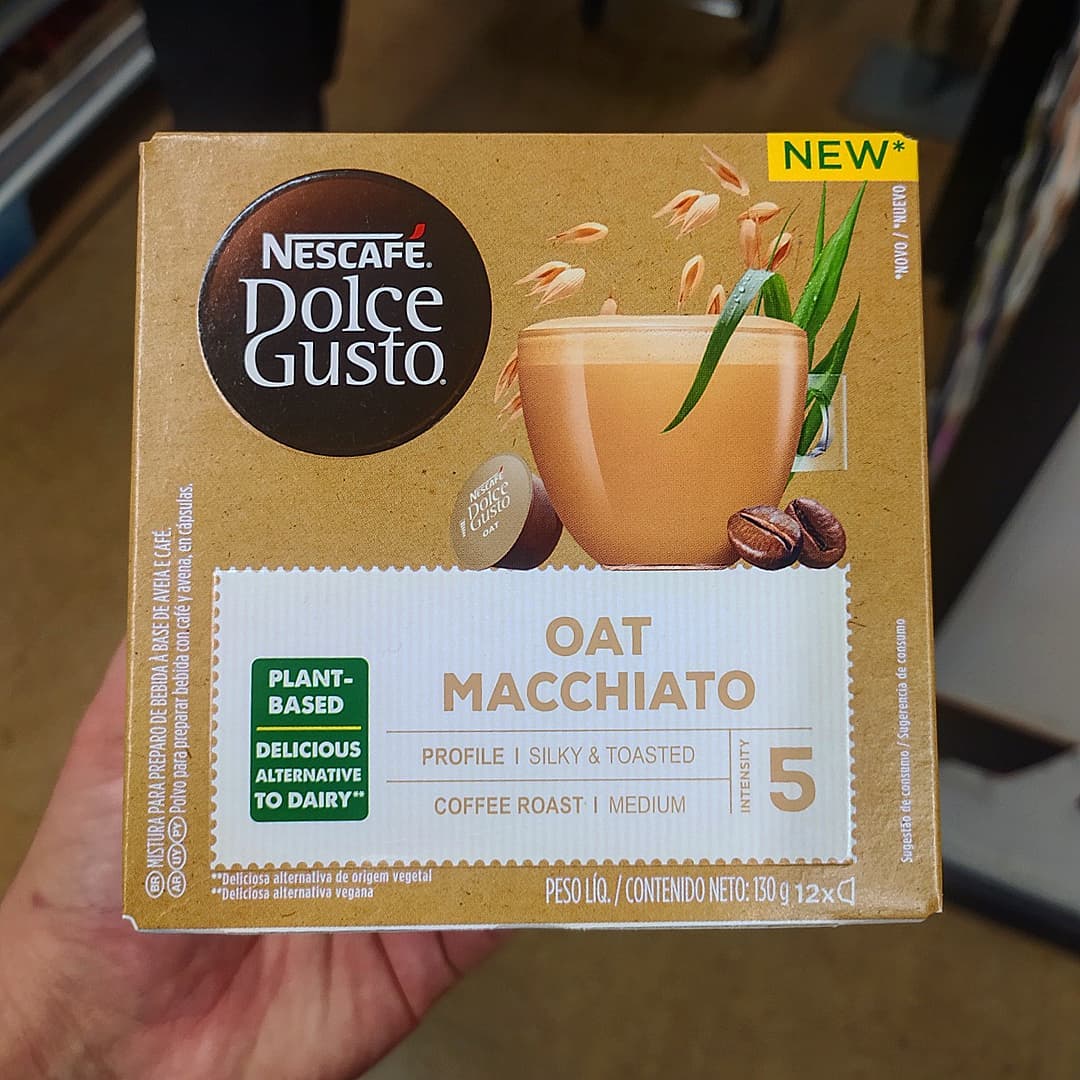 NEW*
*NOVO / *NUEVO
NESCAFÉ®
Dolce
Gusto®
NESCAFÉ
Dolce
Gusto
OAT
OAT
MACCHIATO
PLANT-
BASED
DELICIOUS
ALTERNATIVE
TO DAIRY**
PROFILE | SILKY & TOASTED
COFFEE ROAST | MEDIUM
INTENSITY
5
BR MISTURA PARA PREPARO DE BEBIDA À BASE DE AVEIA E CAFÉ.
AR UY PY Polvo para preparar bebida con café y avena, en cápsulas.
Sugestão de consumo / Sugerencia de consumo
**Deliciosa alternativa de origem vegetal
**Deliciosa alternativa vegana
PESO LÍQ. / CONTENIDO NETO: 130 g 12x